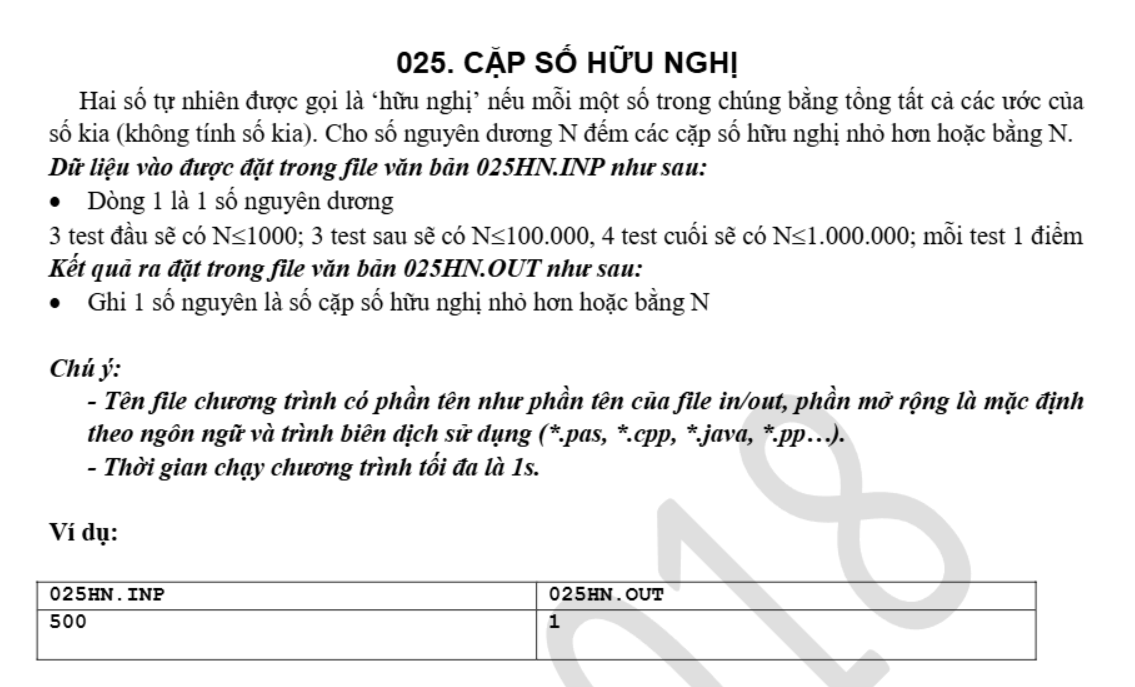 025. CẶP SỐ HỮU NGHỊ
Hai số tự nhiên được gọi là ‘hữu nghị’ nếu mỗi một số trong chúng bằng tổng tất cả các ước của
số kia (không tính số kia). Cho số nguyên dương N đếm các cặp số hữu nghị nhỏ hơn hoặc bằng N.
Dữ liệu vào được đặt trong file văn bản 025HN.INP như sau:
• Dòng 1 là 1 số nguyên dương
3 test đầu sẽ có N≤1000; 3 test sau sẽ có N≤100.000, 4 test cuối sẽ có N≤1.000.000; mỗi test 1 điểm
Kết quả ra đặt trong file văn bản 025HN.OUT như sau:
• Ghi 1 số nguyên là số cặp số hữu nghị nhỏ hơn hoặc bằng N
Chú ý:
- Tên file chương trình có phần tên như phần tên của file in/out, phần mở rộng là mặc định
theo ngôn ngữ và trình biên dịch sử dụng (*.pas, *.cpp, *.java, *.pp…).
- Thời gian chạy chương trình tối đa là 1s.
Ví dụ:
025HN.INP 025HN.OUT
500 1
018